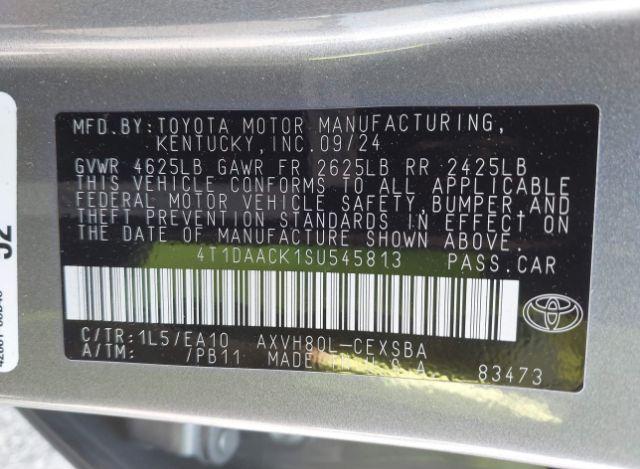 MFD.BY:TOYOTA MOTOR MANUFACTURING,
KENTUCKY,INC.09/24
GVWR 4625LB GAWR FR 2625LB RR 2425LB
THIS VEHICLE CONFORMS TO ALL APPLICABLE
FEDERAL MOTOR VEHICLE SAFETY, BUMPER, AND
THEFT PREVENTION STANDARDS IN EFFECT ON
THE DATE OF MANUFACTURE SHOWN ABOVE.
4T1DAACK1SU545813 PASS.CAR
C/TR:1L5/EA10 AXVH80L-CEXSBA
A/TM: /PB11 MADE IN U.S.A 83473